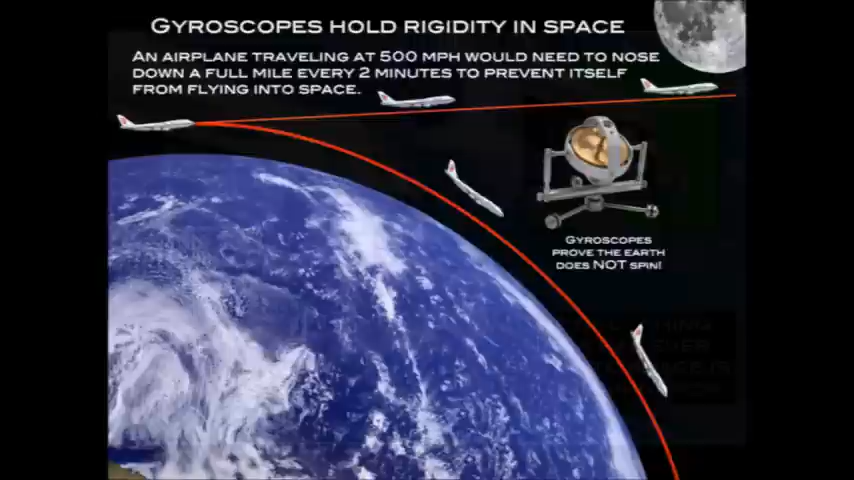 Gyroscopes hold rigidity in space
An airplane traveling at 500 mph would need to nose
down a full mile every 2 minutes to prevent itself
from flying into space.
Gyroscopes
prove the earth
does NOT spin!